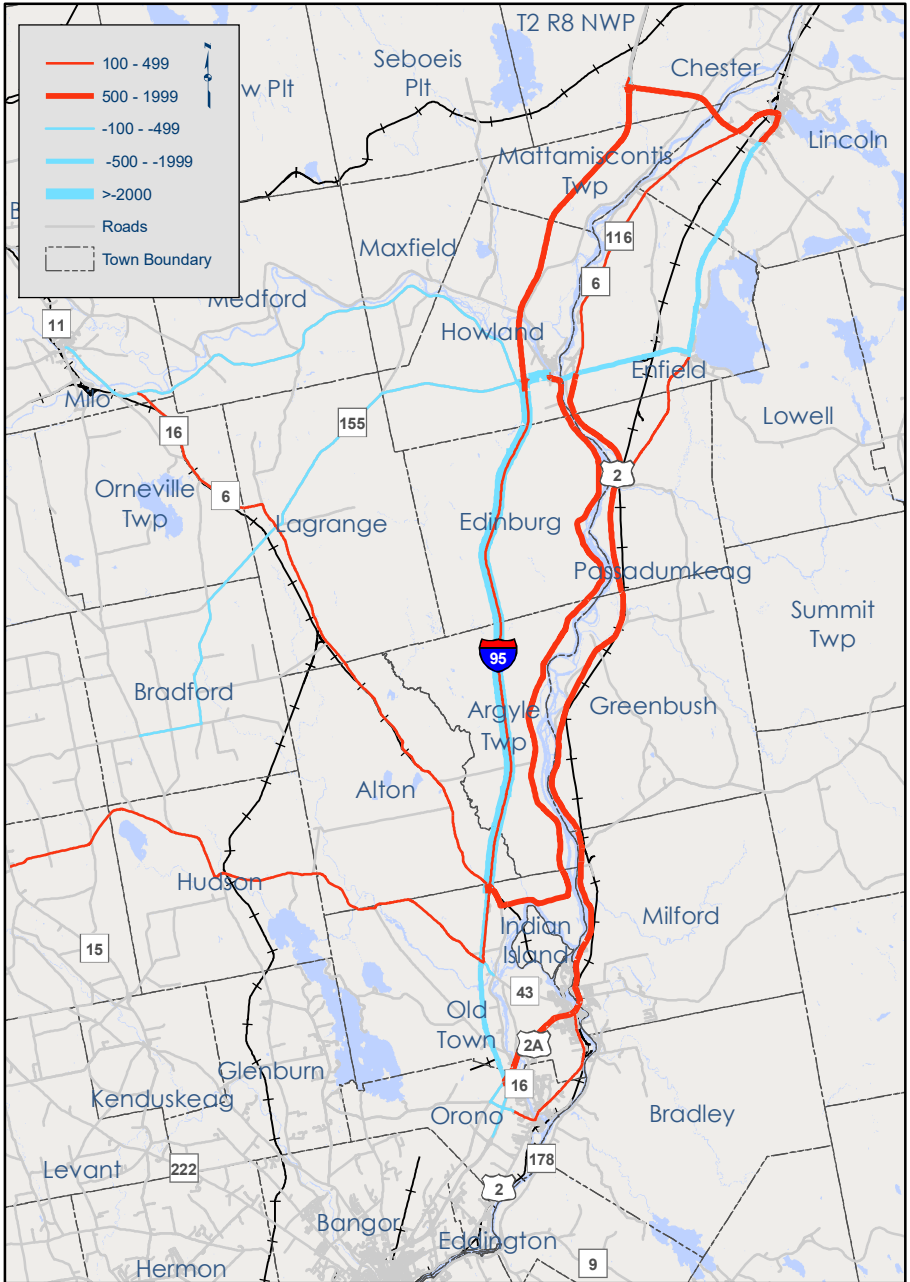 T2 R8 NWP
100 - 499
500 - 1999
-100 - -499
-500 - -1999
>-2000
Roads
Town Boundary
w Plt
Seboeis
Plt
Chester
Lincoln
Mattamiscontis
Twp
B
Maxfield
116
6
Medford
11
Howland
Enfield
Milo
155
16
Lowell
2
6
Orneville
Twp
Lagrange
Edinburg
Passadumkeag
Summit
Twp
95
Bradford
Argyle
Twp
Greenbush
Alton
Hudson
Milford
Indian
Island
15
43
Old
Town
2A
Glenburn
16
Kenduskeag
Orono
Bradley
Levant
222
178
2
Bangor
Eddington
Hermon
9